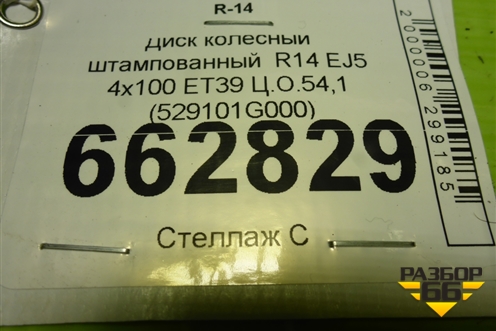 R-14
Диск колесный
штампованный R14 EJ5
4x100 ET39 Ц.О.54,1
(529101G000)
662829
Стеллаж С
2000006299185
РАЗБОР
66